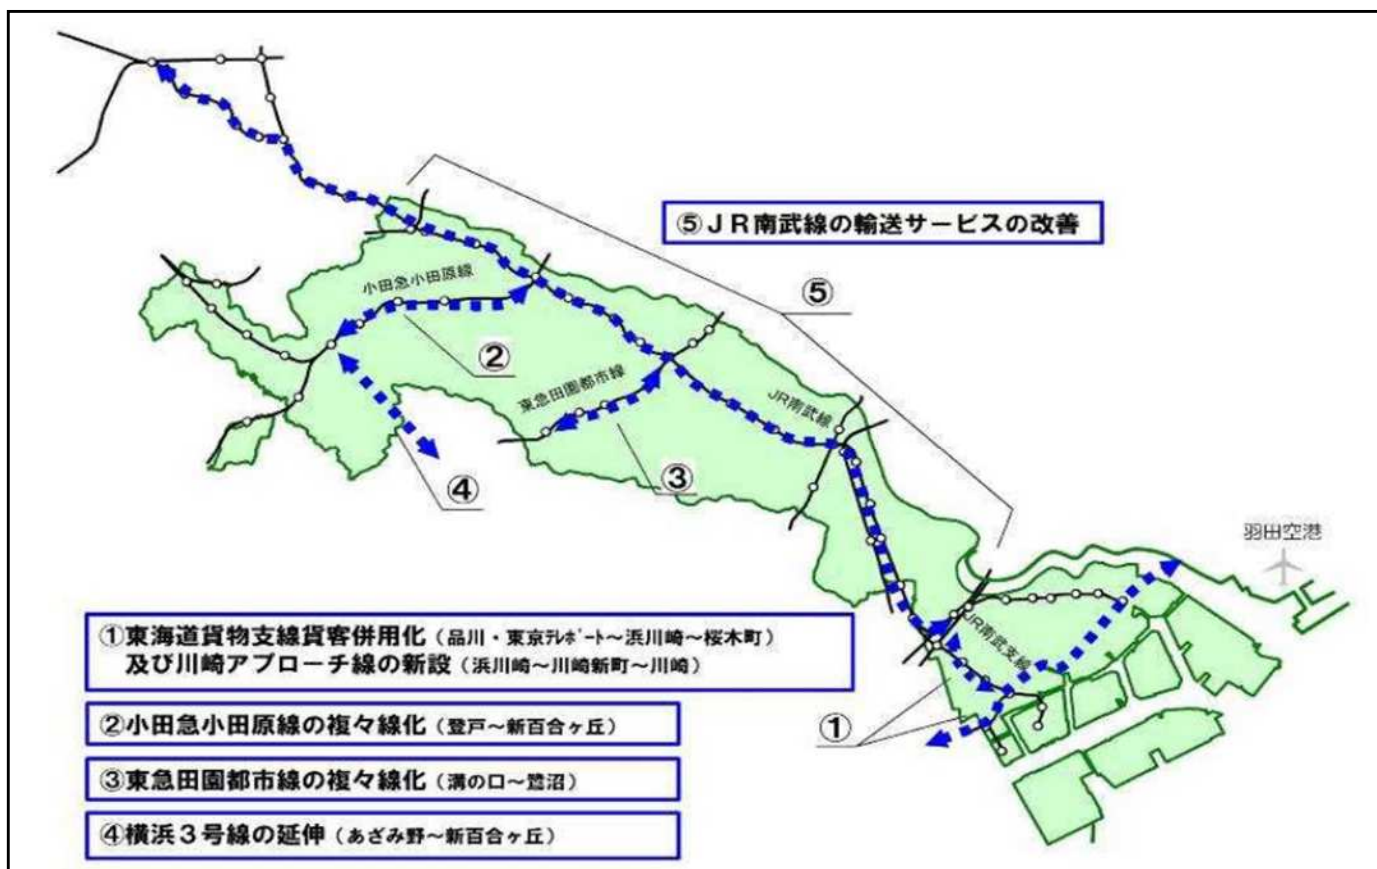 ⑤JR南武線の輸送サービスの改善
小田急小田原線
⑤
②
東急田園都市線
JR南武線
③
④
羽田空港
JR南武支線
①
①東海道貨物支線貨客併用化（品川・東京ﾃﾚﾎﾟｰﾄ～浜川崎～桜木町）
及び川崎アプローチ線の新設（浜川崎～川崎新町～川崎）
②小田急小田原線の複々線化（登戸～新百合ヶ丘）
③東急田園都市線の複々線化（溝の口～鷺沼）
④横浜３号線の延伸（あざみ野～新百合ヶ丘）